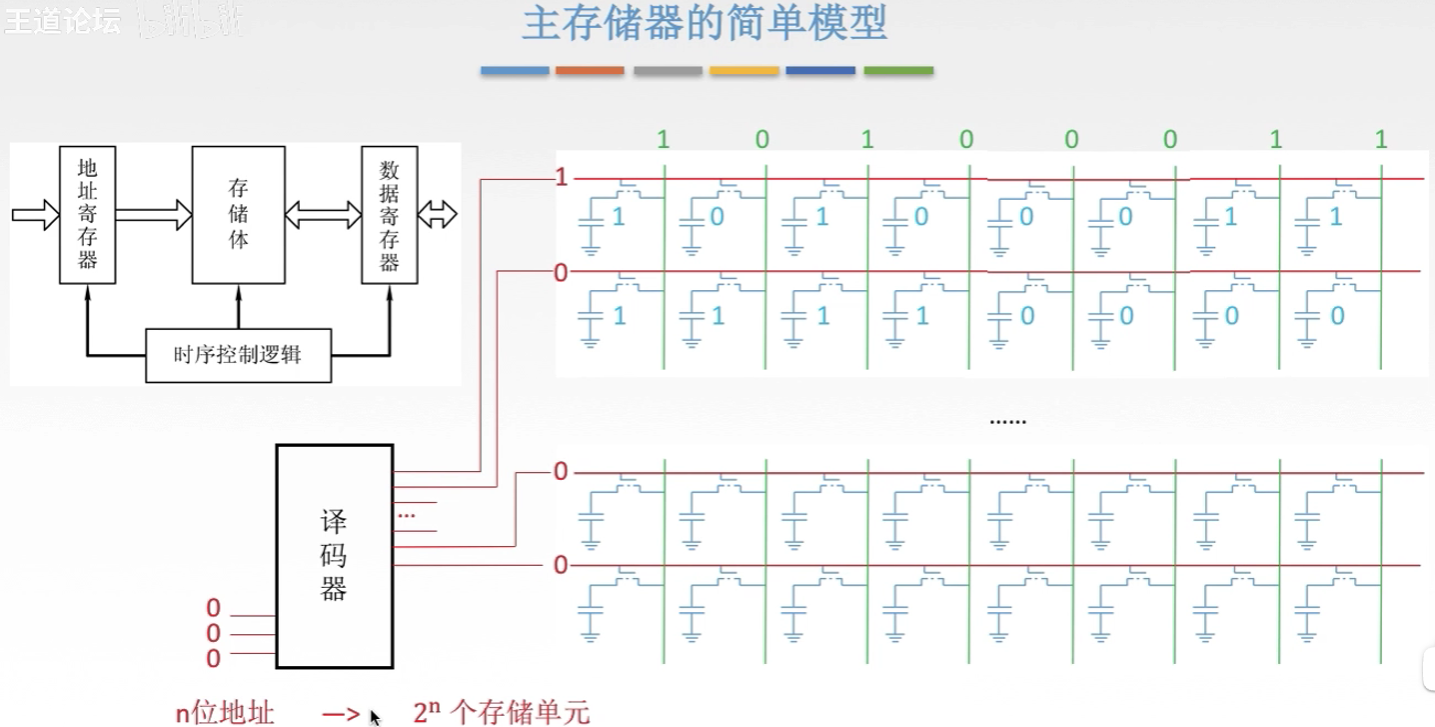 王道论坛
主存储器的简单模型
地址寄存器
存储体
数据寄存器
时序控制逻辑
1 0 1 0 0 0 1 1
1
1 0 1 0 0 0 1 1
0
1 1 1 1 0 0 0 0
......
0
0
译码器
...
0
0
0
n位地址 —> 2ⁿ 个存储单元